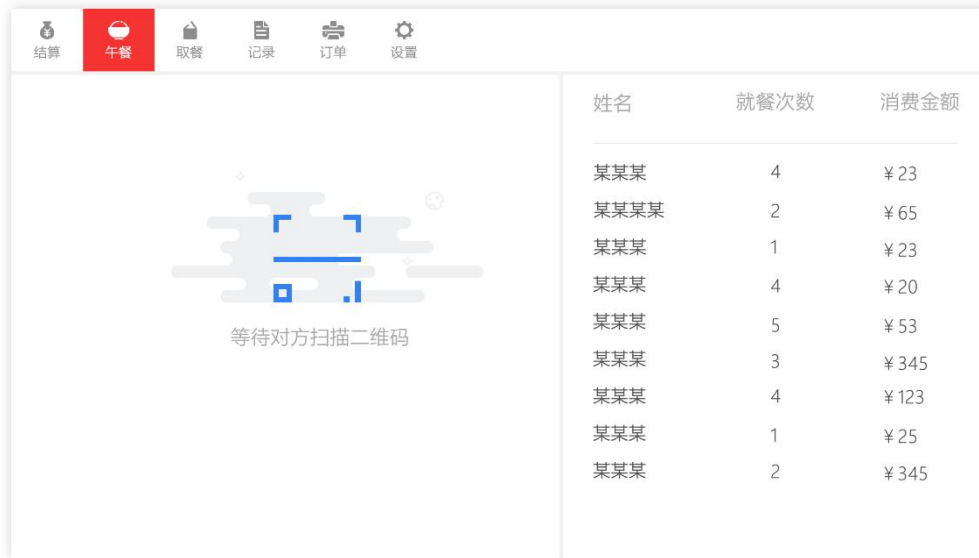 结算 午餐 取餐 记录 订单 设置
等待对方扫描二维码
姓名 就餐次数 消费金额
某某某 4 ¥23
某某某某 2 ¥65
某某某 1 ¥23
某某某 4 ¥20
某某某 5 ¥53
某某某 3 ¥345
某某某 4 ¥123
某某某 1 ¥25
某某某 2 ¥345